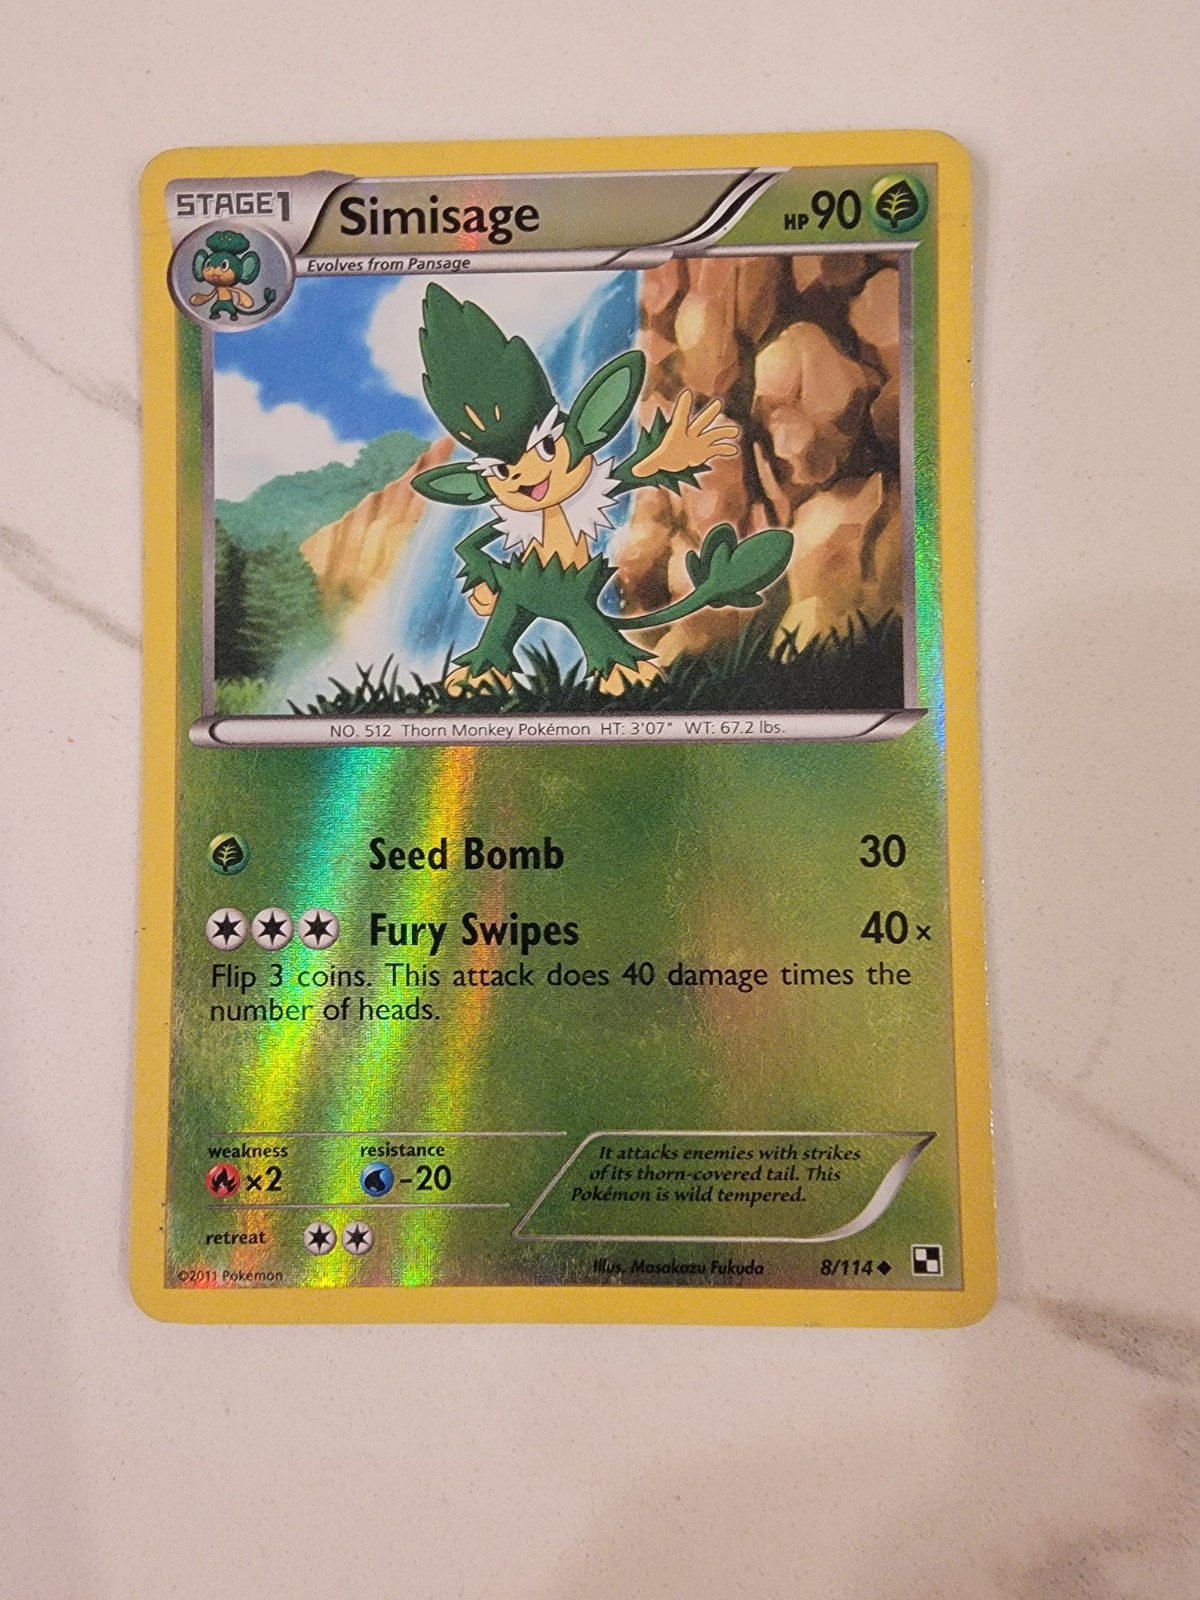 STAGE1
Simisage
HP 90
Evolves from Pansage
NO. 512 Thorn Monkey Pokémon HT: 3'07" WT: 67.2 lbs.
Seed Bomb 30
Fury Swipes 40×
Flip 3 coins. This attack does 40 damage times the
number of heads.
weakness resistance
×2 -20
It attacks enemies with strikes
of its thorn-covered tail. This
Pokémon is wild tempered.
retreat
©2011 Pokémon
Illus. Masakazu Fukuda
8/114